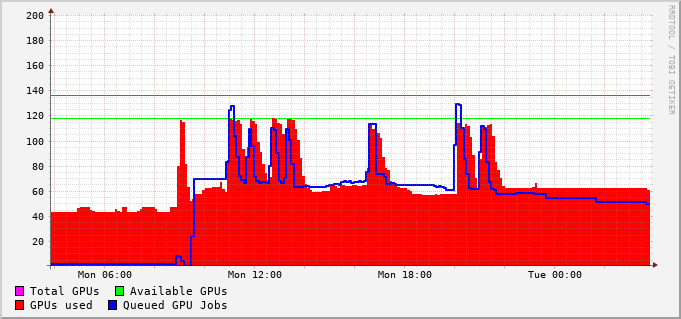 200
180
160
140
120
100
80
60
40
20
Mon 06:00 Mon 12:00 Mon 18:00 Tue 00:00
Total GPUs Available GPUs
GPUs used Queued GPU Jobs
RRDTOOL / TOBI OETIKER